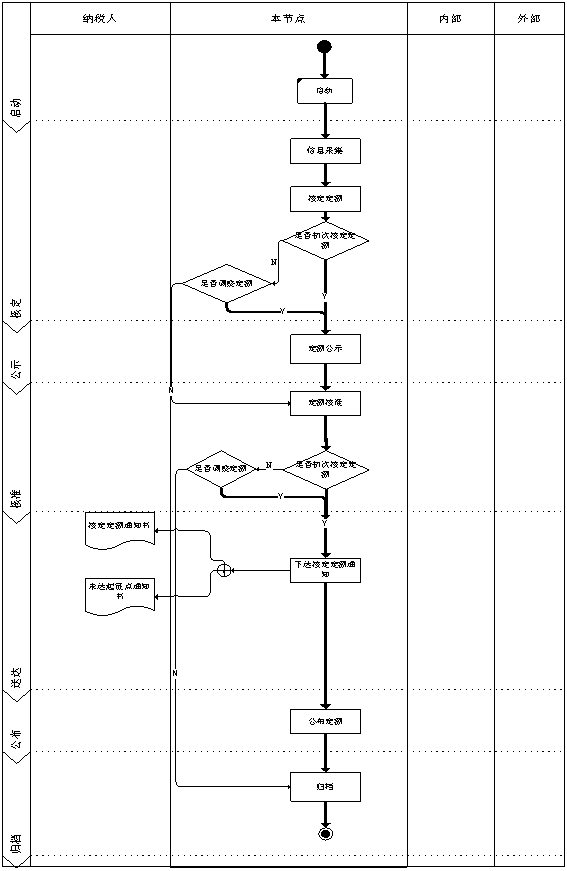 纳税人
本节点
内部
外部
启动
启动
信息采集
核定定额
是否初次核定定
额
N
是否调整定额
Y
Y
核定
定额公示
公示
N
定额核准
是否调整定额
N
是否初次核定定
额
Y
核准
Y
核定定额通知书
下达核定定额通
知
未达起征点通知
书
N
送达
公布定额
公布
归档
归档